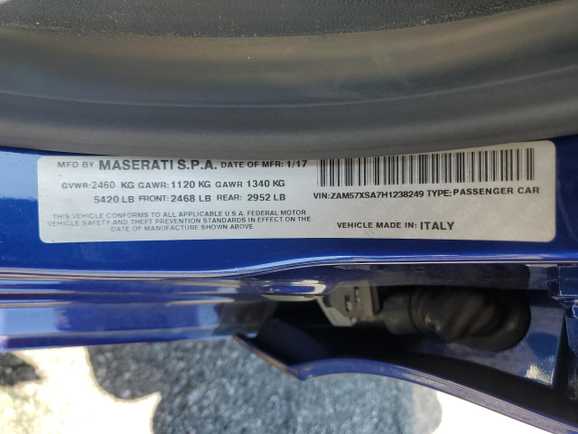 MFD BY MASERATI S.P.A. DATE OF MFR: 1/17
GVWR:2460 KG GAWR:1120 KG GAWR 1340 KG
5420 LB FRONT: 2468 LB REAR: 2952 LB
THIS VEHICLE CONFORMS TO ALL APPLICABLE U.S.A. FEDERAL MOTOR
VEHICLE SAFETY AND THEFT PREVENTION STANDARDS IN EFFECT ON THE
DATE OF MANUFACTURE SHOWN ABOVE
VIN: ZAM57XSA7H1238249 TYPE: PASSENGER CAR
VEHICLE MADE IN: ITALY